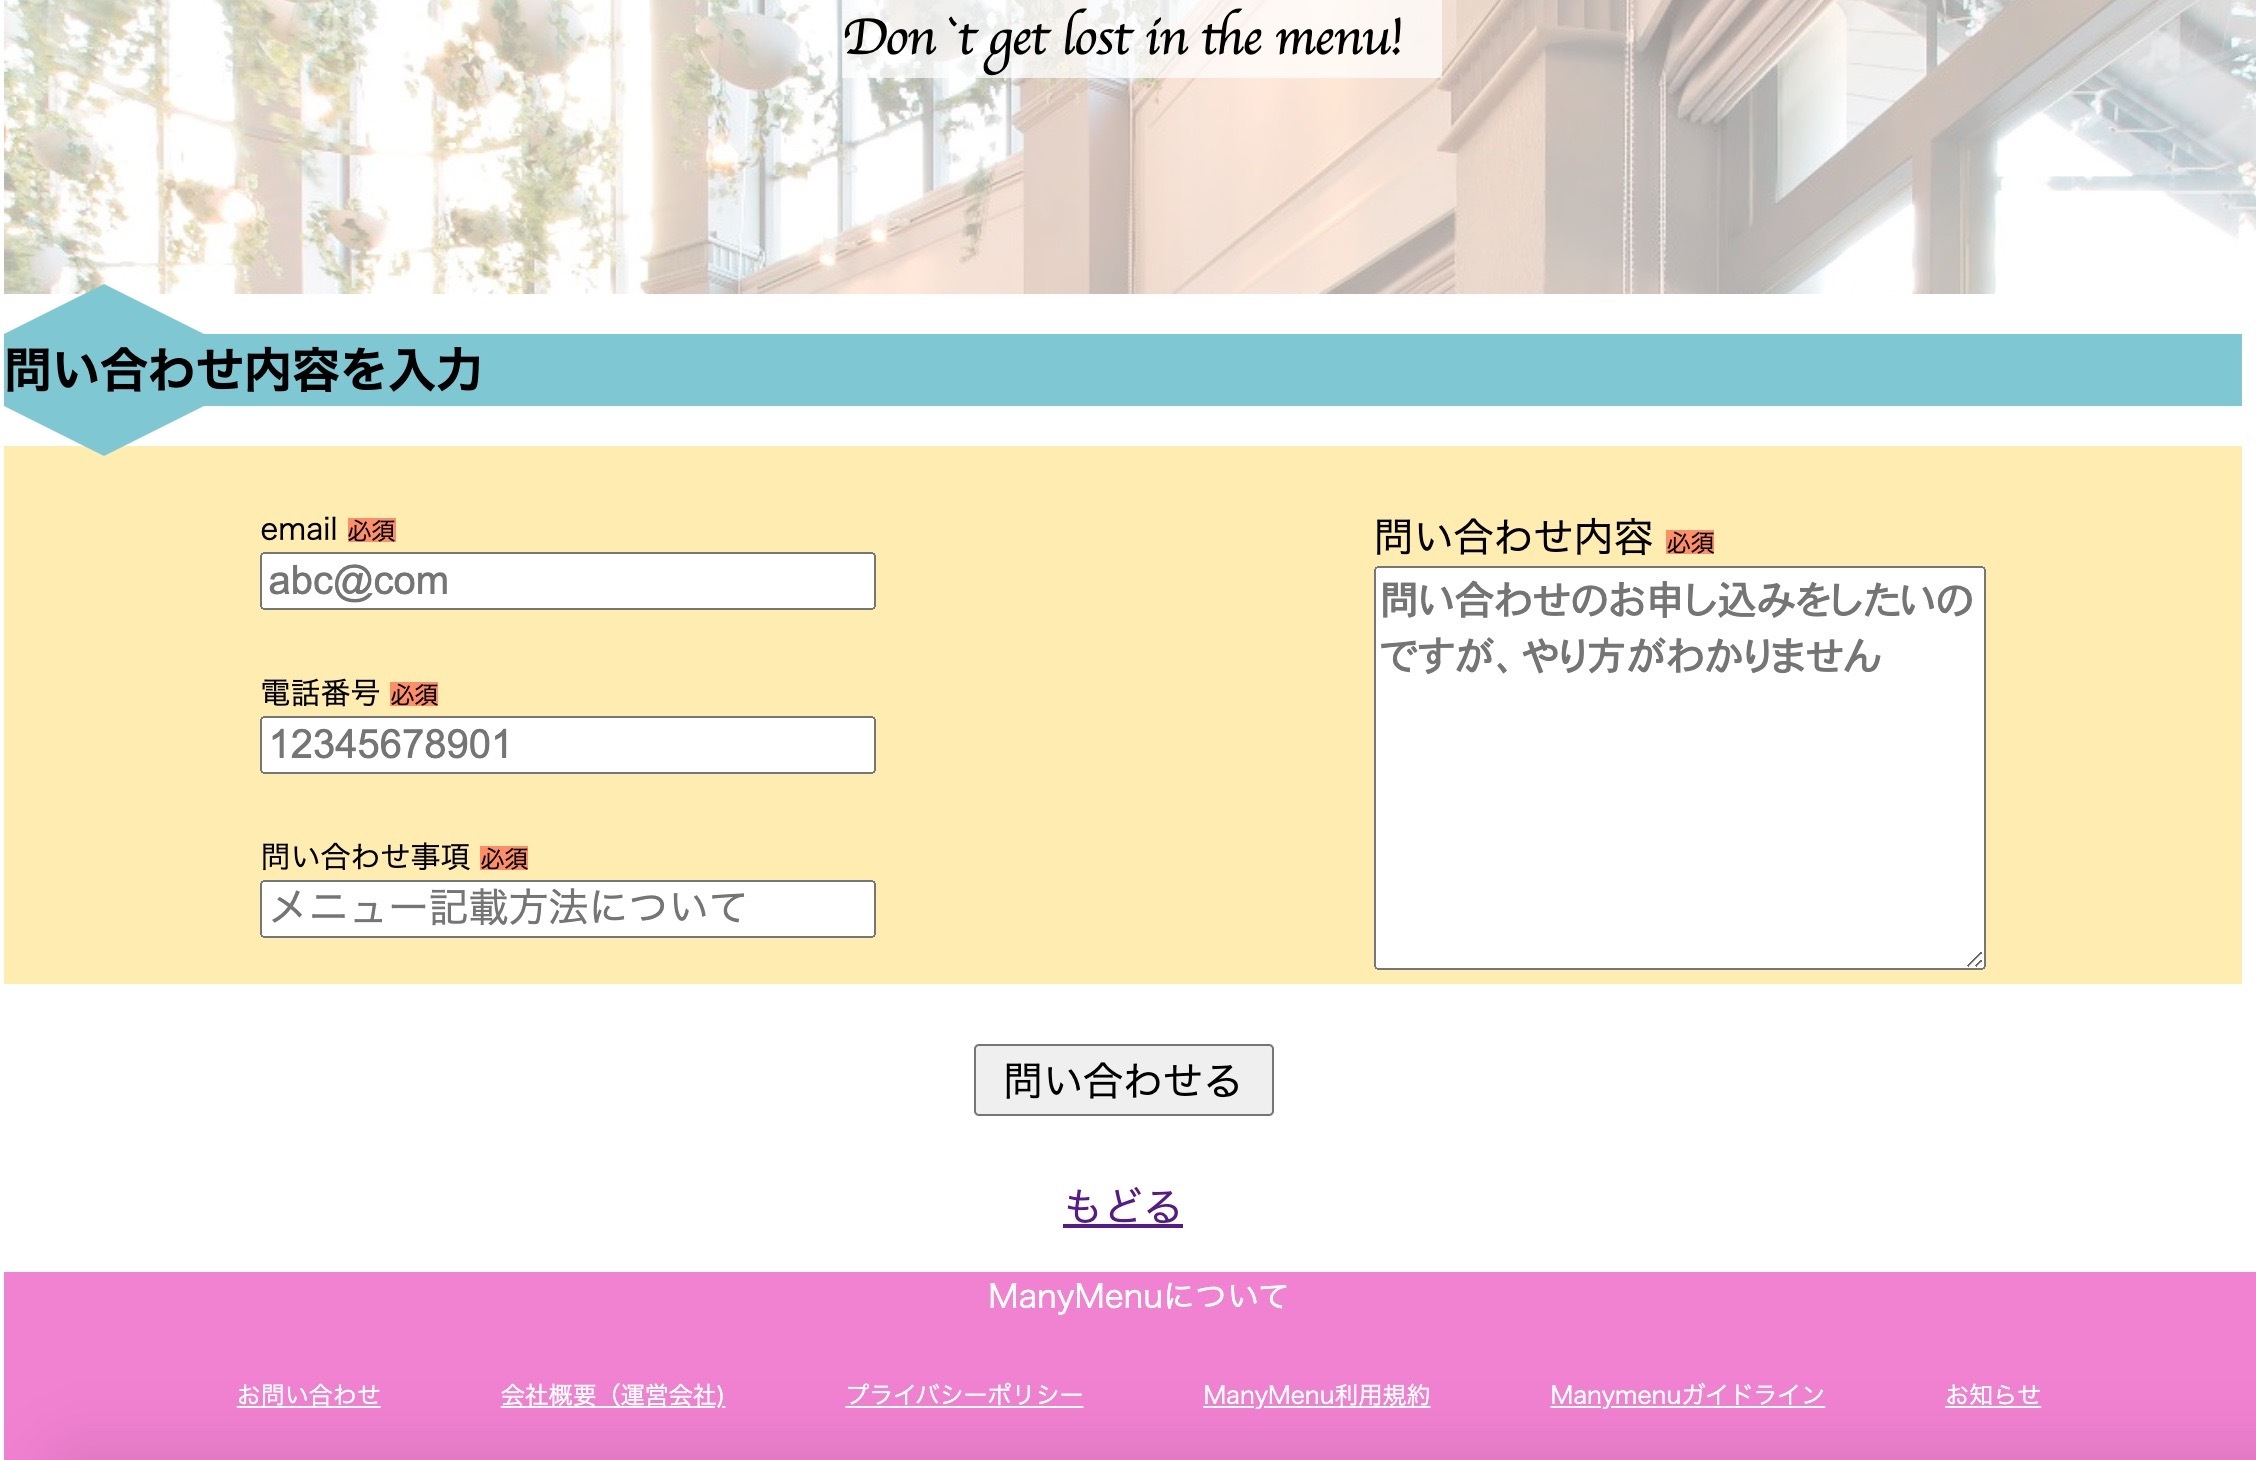 Don`t get lost in the menu!
問い合わせ内容を入力
email 必須
abc@com
電話番号 必須
12345678901
問い合わせ事項 必須
メニュー記載方法について
問い合わせ内容 必須
問い合わせのお申し込みをしたいの
ですが、やり方がわかりません
問い合わせる
もどる
ManyMenuについて
お問い合わせ 会社概要（運営会社) プライバシーポリシー ManyMenu利用規約 Manymenuガイドライン お知らせ